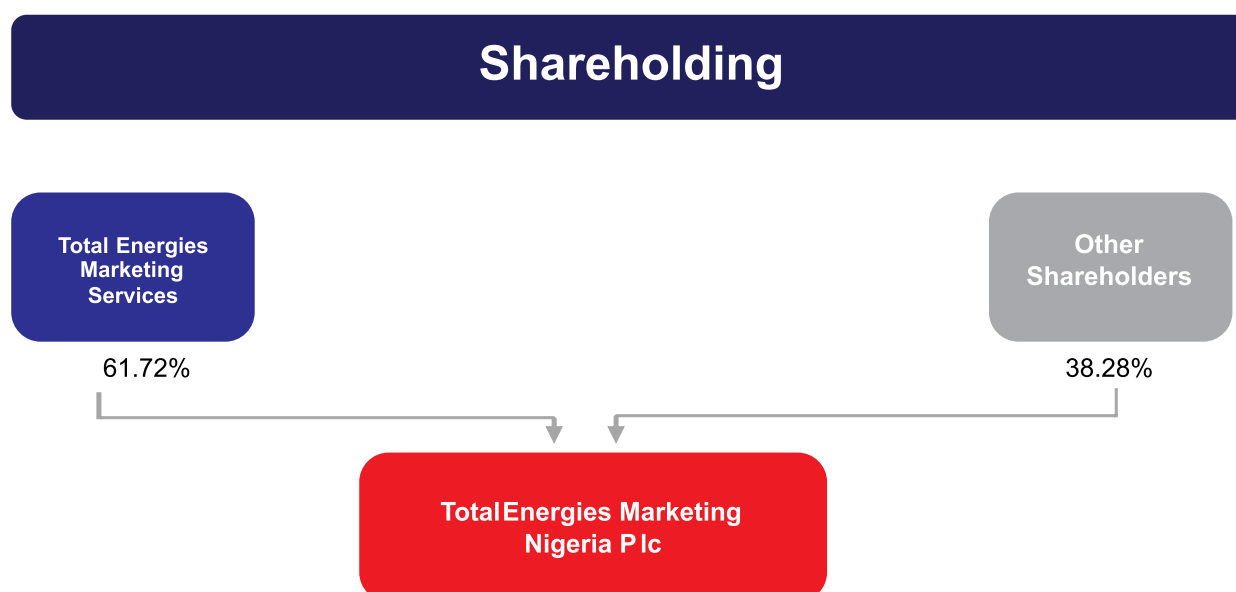 Shareholding
Total Energies
Marketing
Services
61.72%
Other
Shareholders
38.28%
TotalEnergies Marketing
Nigeria Plc